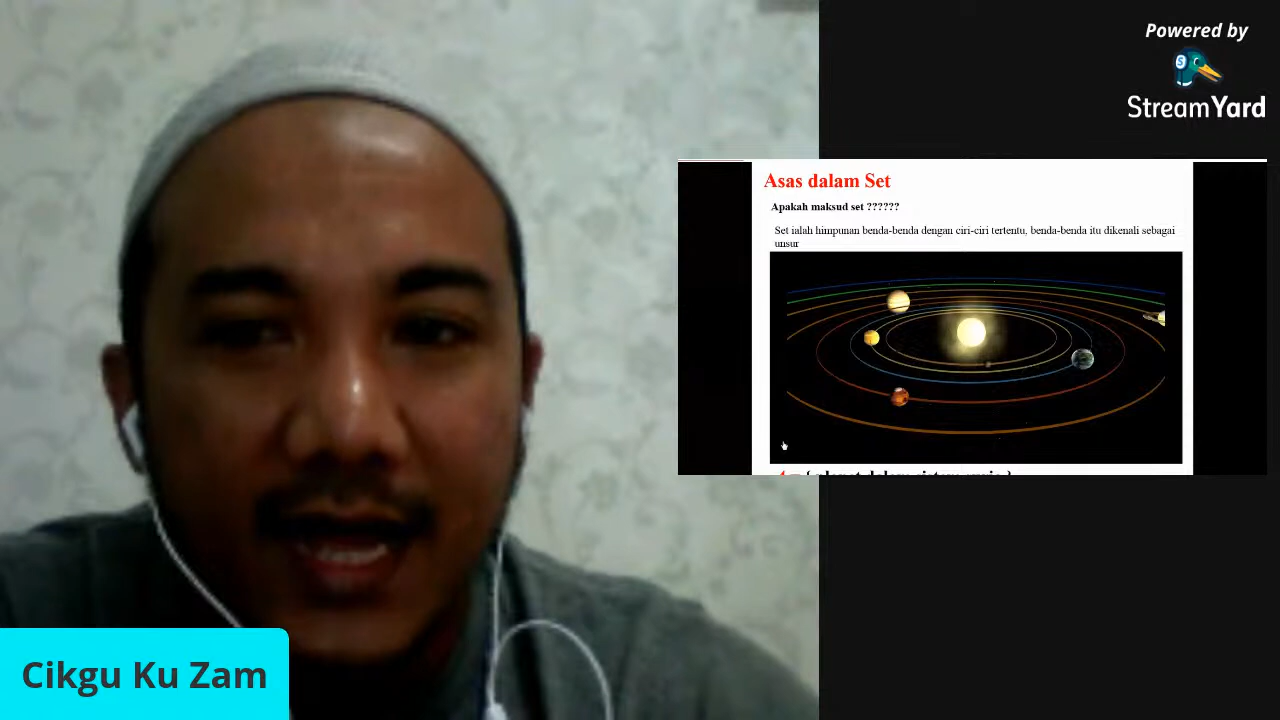 Powered by
StreamYard
Asas dalam Set
Apakah maksud set ??????
Set ialah himpunan benda-benda dengan ciri-ciri tertentu, benda-benda itu dikenali sebagai
unsur
Cikgu Ku Zam